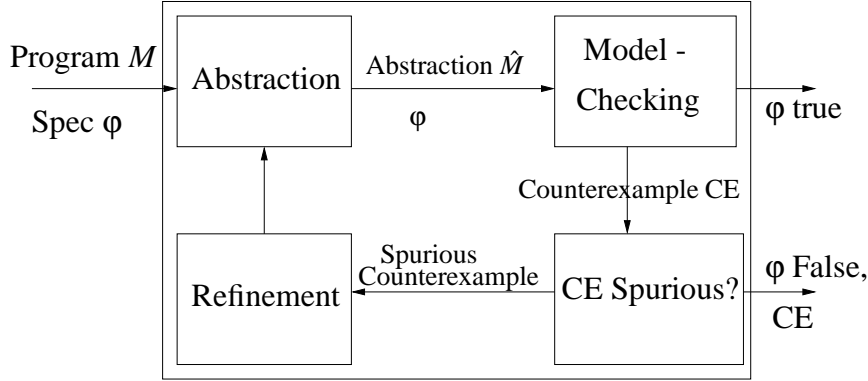 Program M
Spec φ
Abstraction
Abstraction M̂
φ
Model -
Checking
φ true
Counterexample CE
Refinement
Spurious
Counterexample
CE Spurious?
φ False,
CE